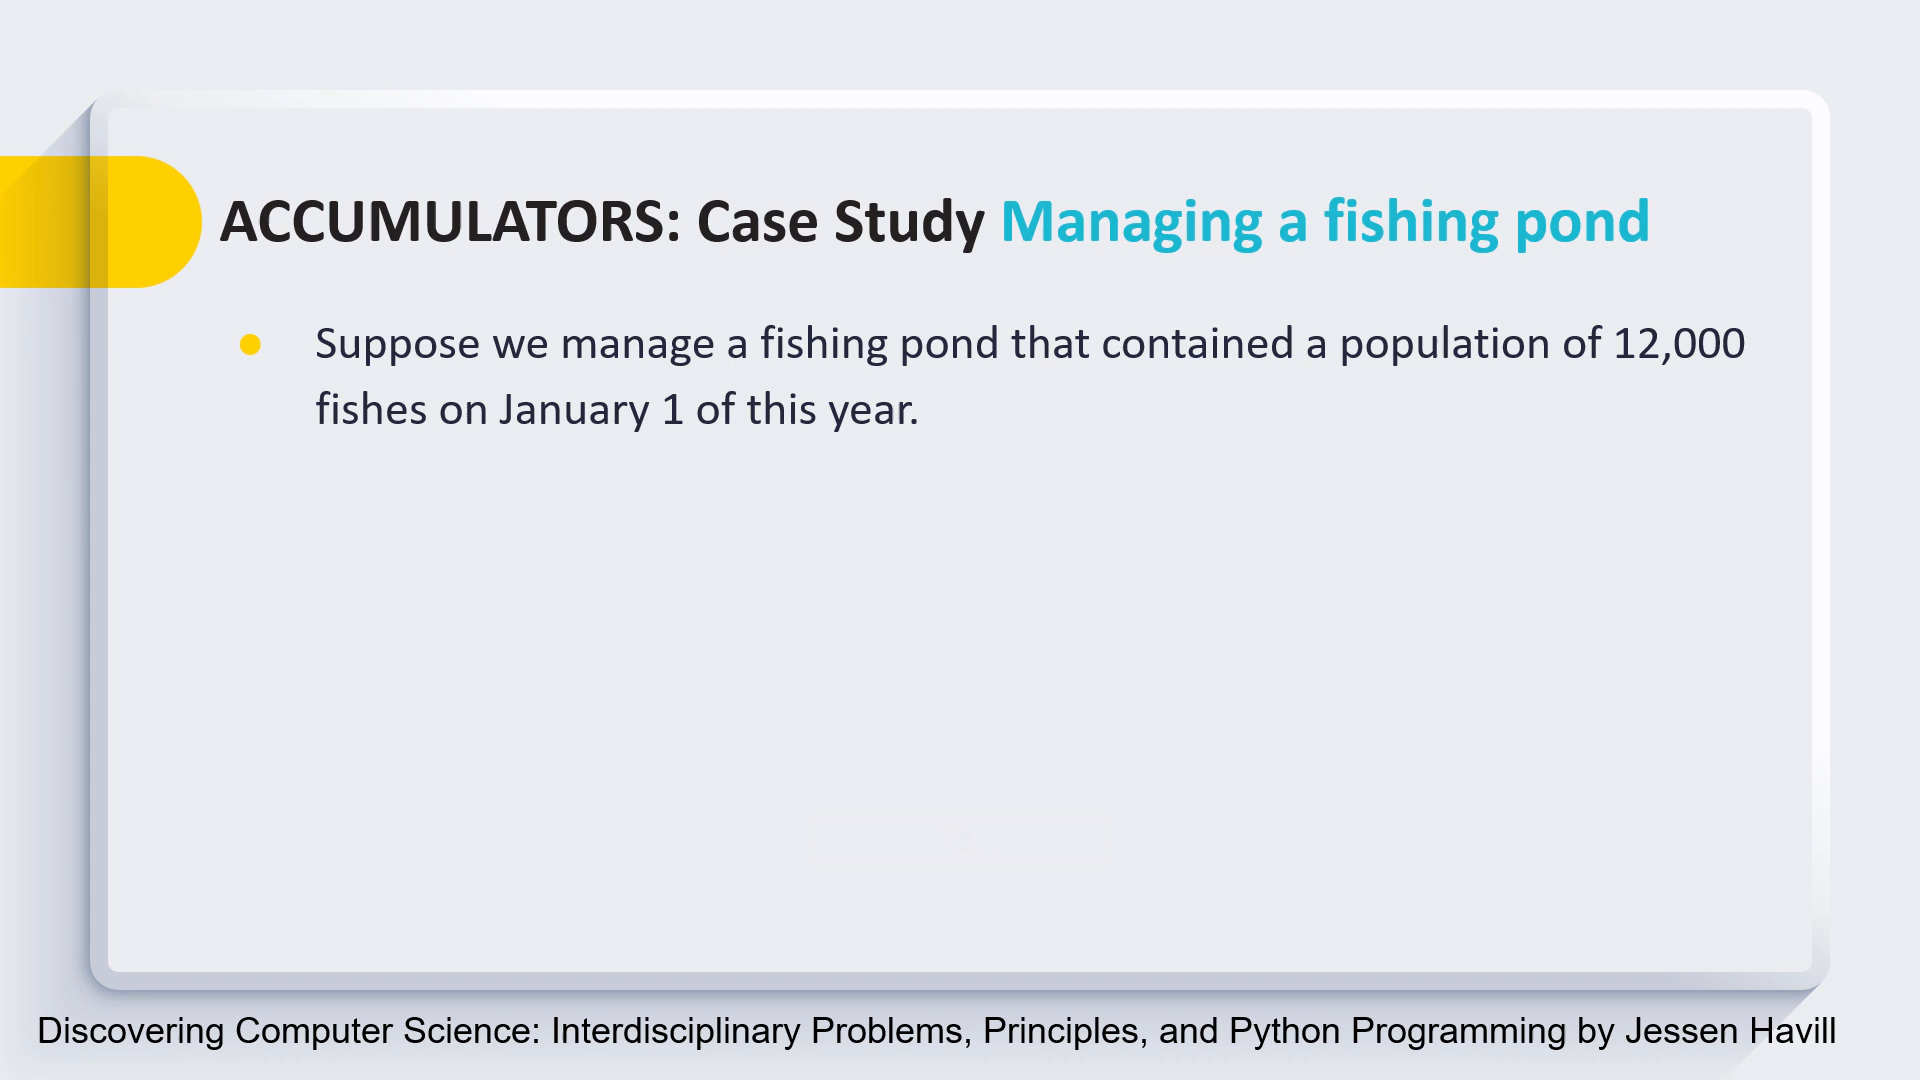 ACCUMULATORS: Case Study Managing a fishing pond
Suppose we manage a fishing pond that contained a population of 12,000
fishes on January 1 of this year.
Discovering Computer Science: Interdisciplinary Problems, Principles, and Python Programming by Jessen Havill